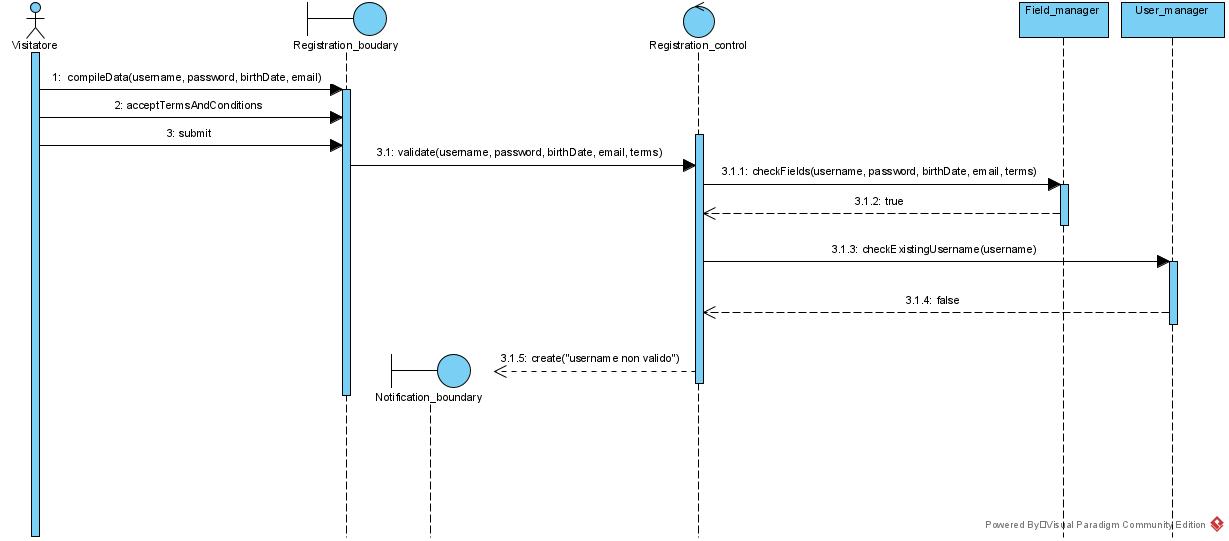 Visitatore
Registration_boudary
Registration_control
Field_manager
User_manager
1: compileData(username, password, birthDate, email)
2: acceptTermsAndConditions
3: submit
3.1: validate(username, password, birthDate, email, terms)
3.1.1: checkFields(username, password, birthDate, email, terms)
3.1.2: true
3.1.3: checkExistingUsername(username)
3.1.4: false
3.1.5: create("username non valido")
Notification_boundary
Powered By Visual Paradigm Community Edition